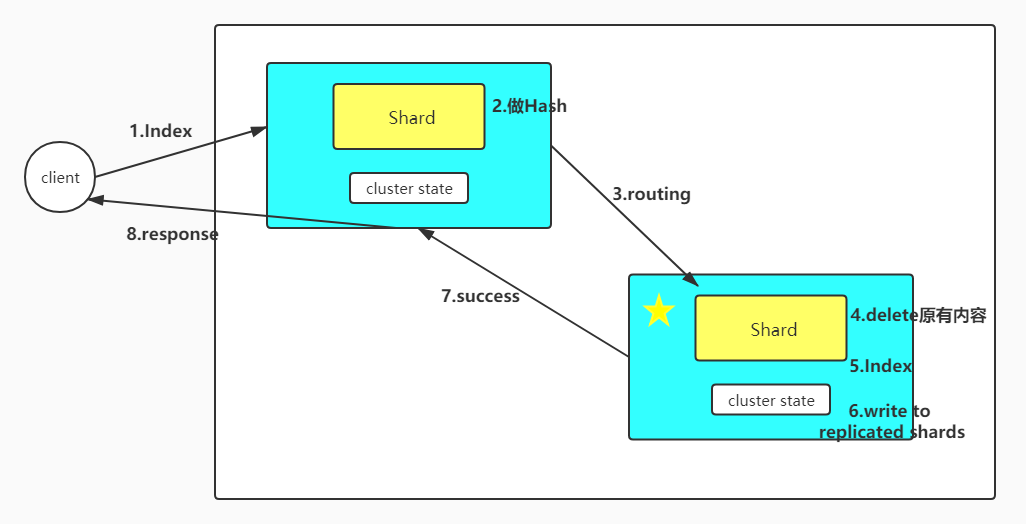 1.Index
client
8.response
Shard
2.做Hash
cluster state
3.routing
7.success
Shard
4.delete原有内容
5.Index
cluster state
6.write to
replicated shards